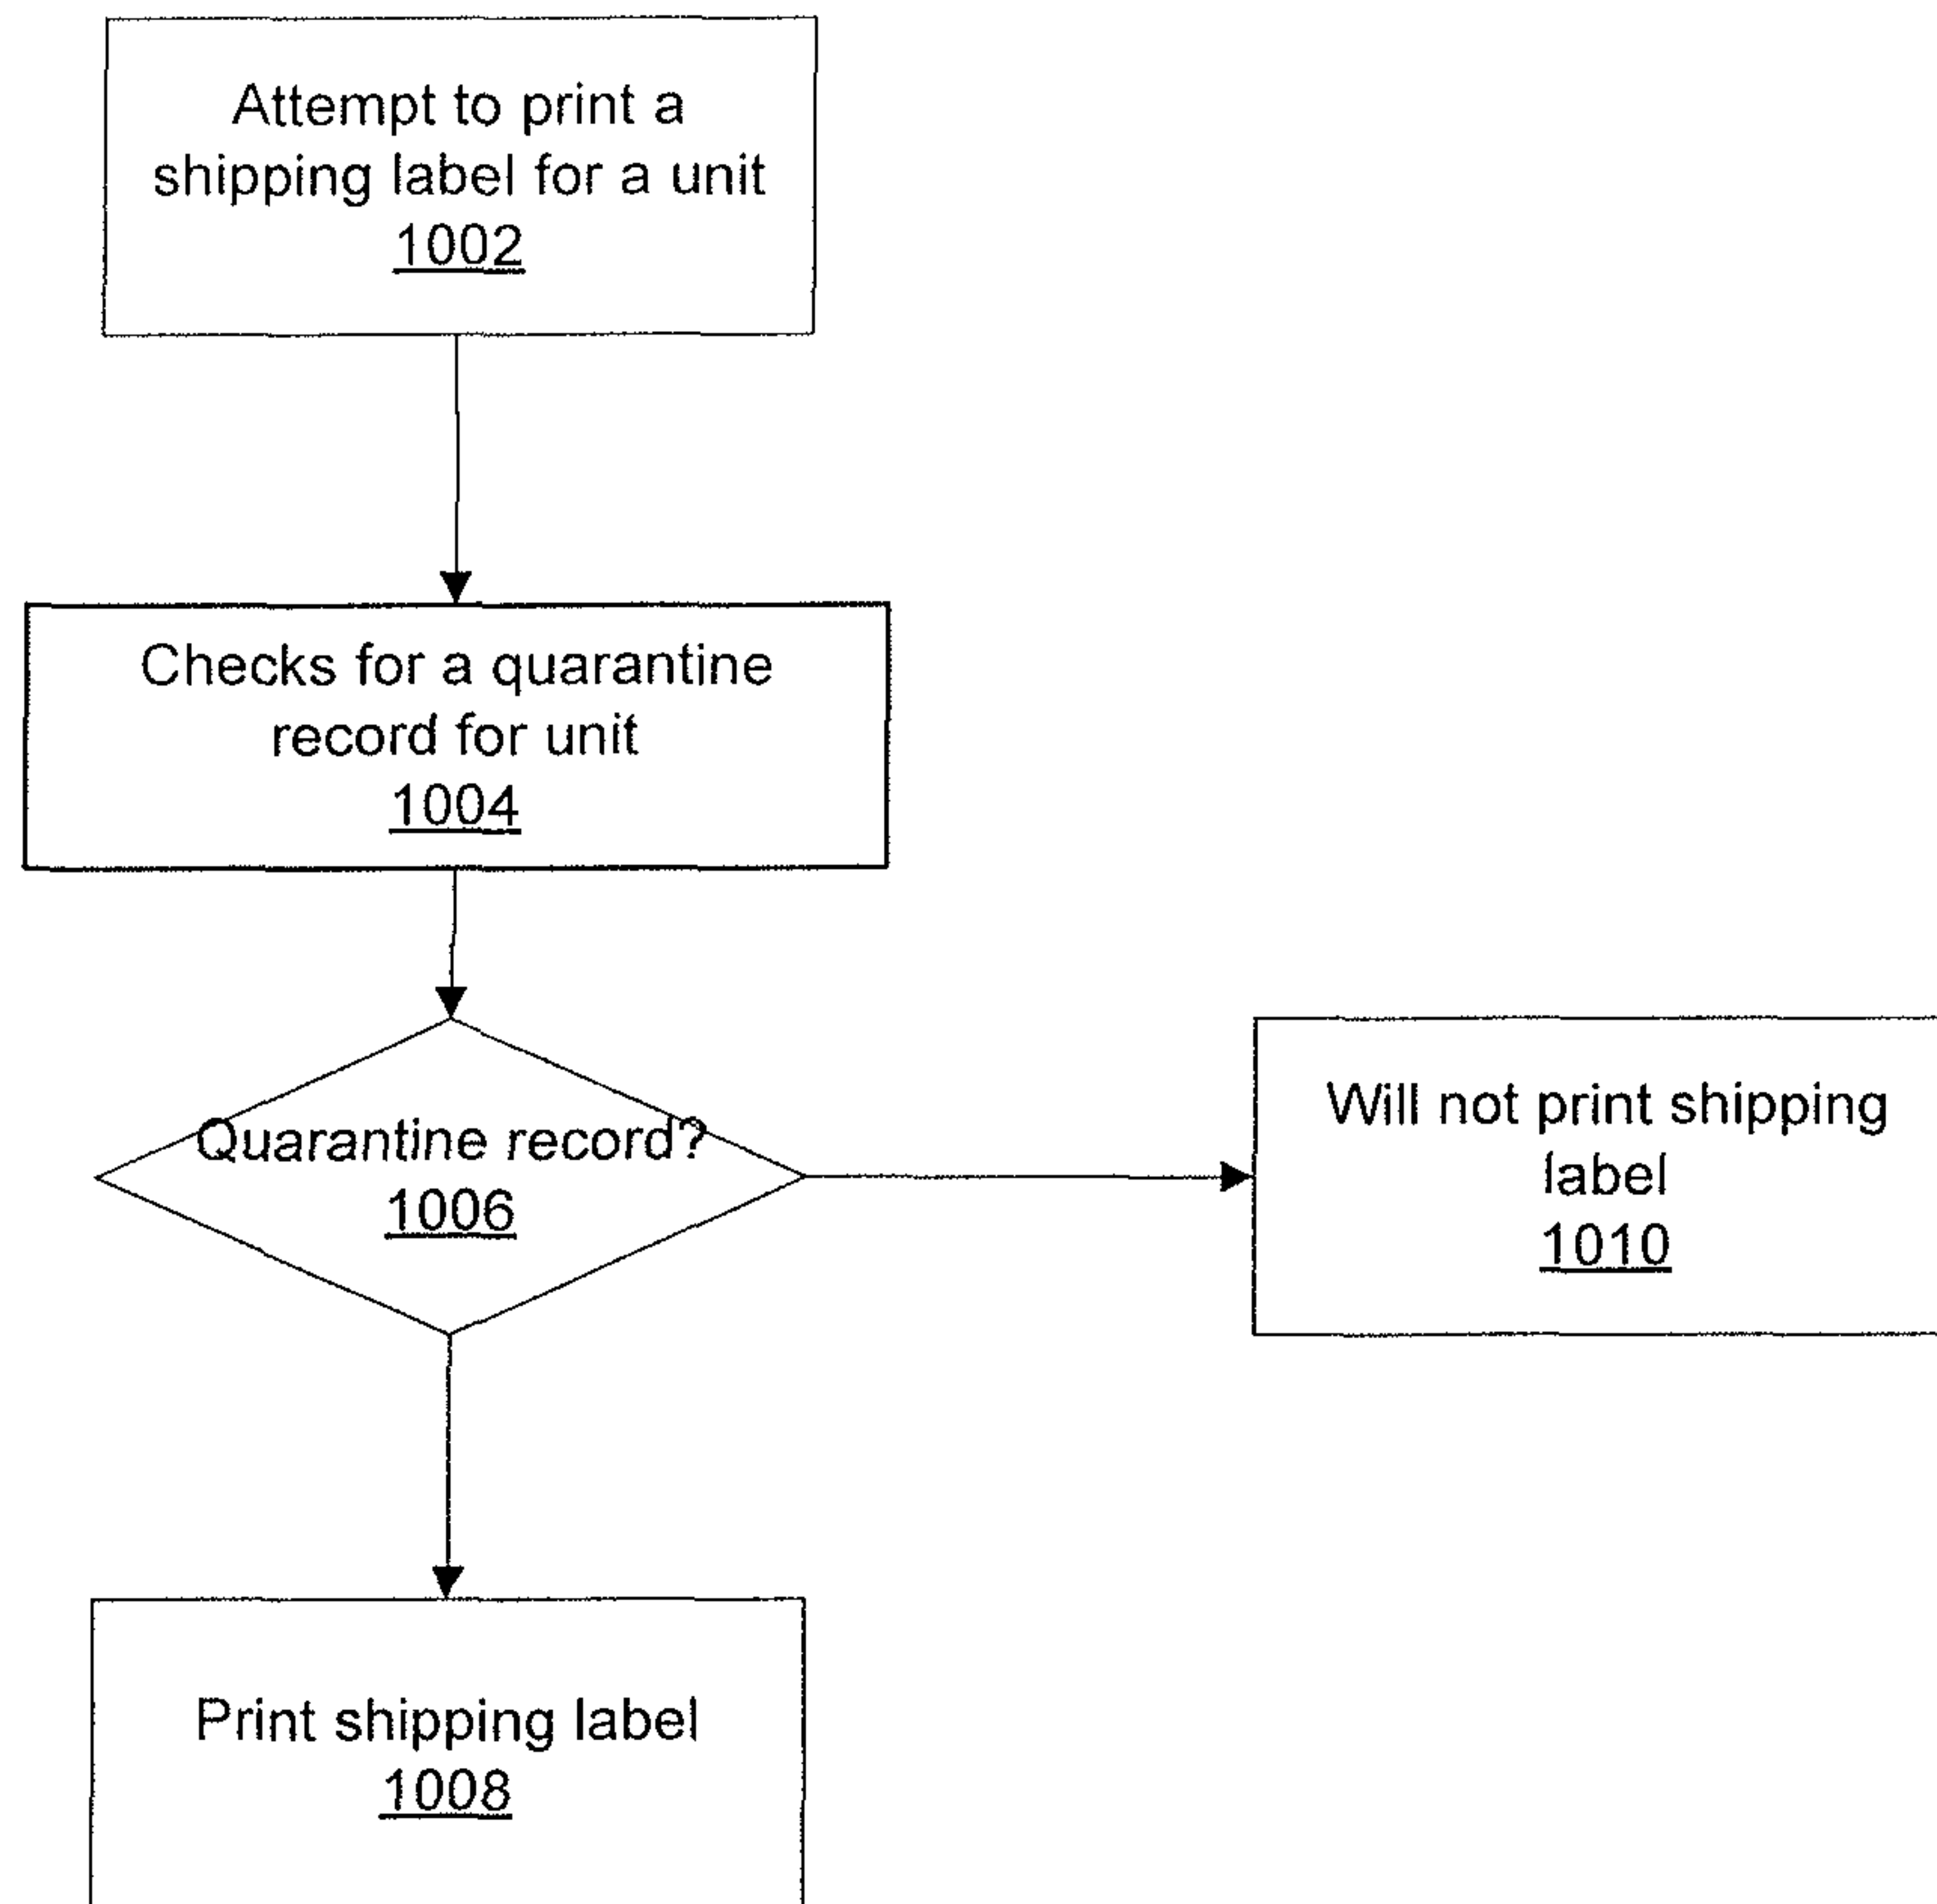 Attempt to print a
shipping label for a unit
1002
Checks for a quarantine
record for unit
1004
Quarantine record?
1006
Will not print shipping
label
1010
Print shipping label
1008